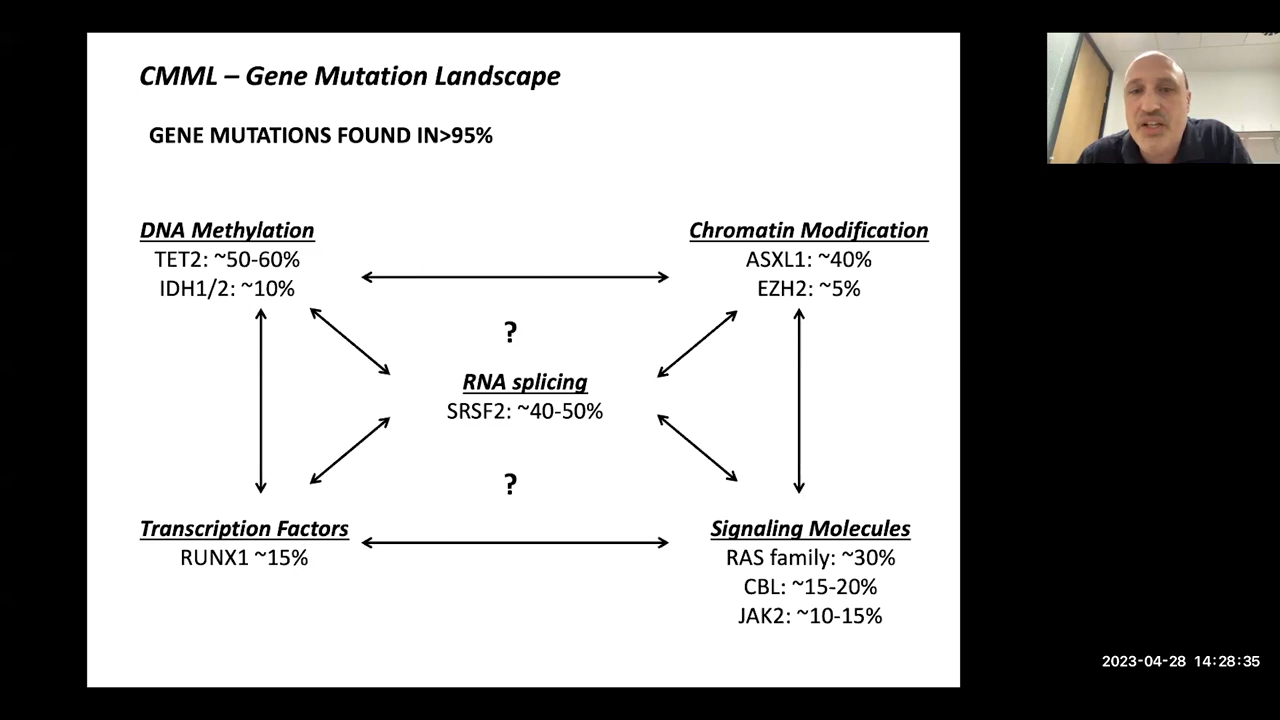 CMML – Gene Mutation Landscape
GENE MUTATIONS FOUND IN>95%
DNA Methylation
TET2: ~50-60%
IDH1/2: ~10%
Chromatin Modification
ASXL1: ~40%
EZH2: ~5%
?
RNA splicing
SRSF2: ~40-50%
?
Transcription Factors
RUNX1 ~15%
Signaling Molecules
RAS family: ~30%
CBL: ~15-20%
JAK2: ~10-15%
2023-04-28 14:28:35